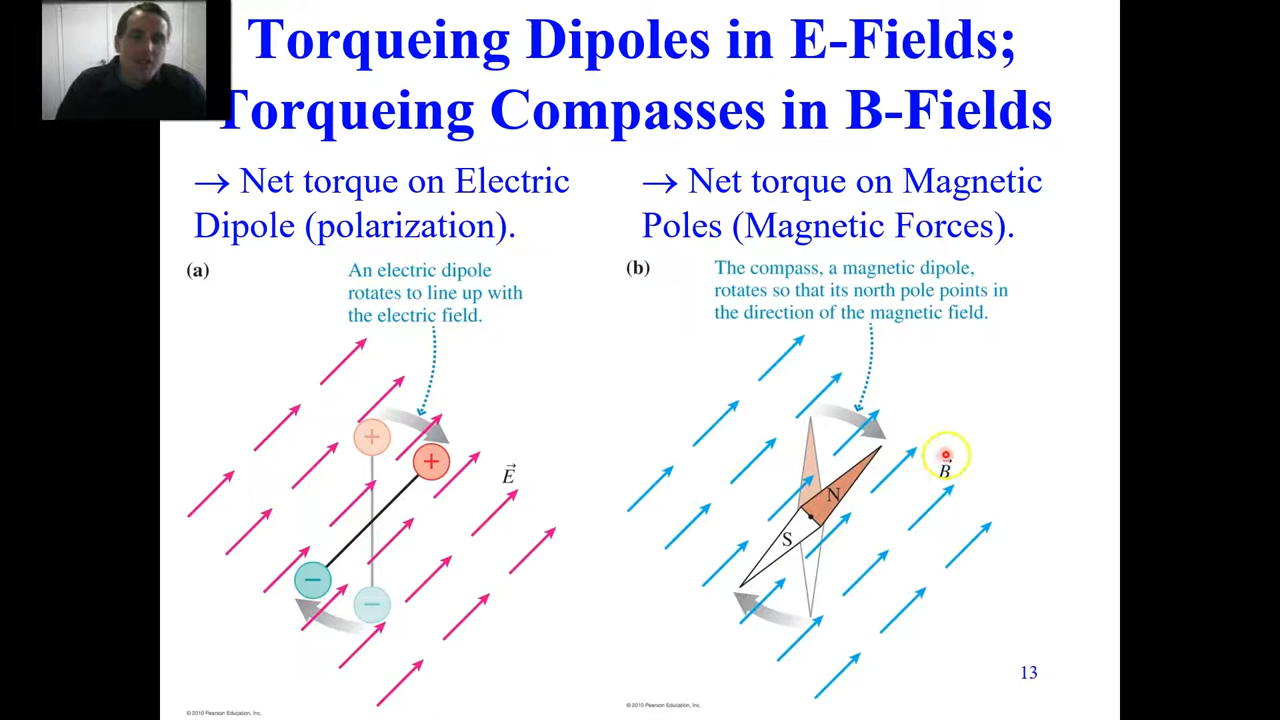 Torqueing Dipoles in E-Fields;
Torqueing Compasses in B-Fields
→ Net torque on Electric
Dipole (polarization).
→ Net torque on Magnetic
Poles (Magnetic Forces).
(a)
An electric dipole
rotates to line up with
the electric field.
+
+
E
−
−
© 2010 Pearson Education, Inc.
(b)
The compass, a magnetic dipole,
rotates so that its north pole points in
the direction of the magnetic field.
B
N
S
© 2010 Pearson Education, Inc.
13